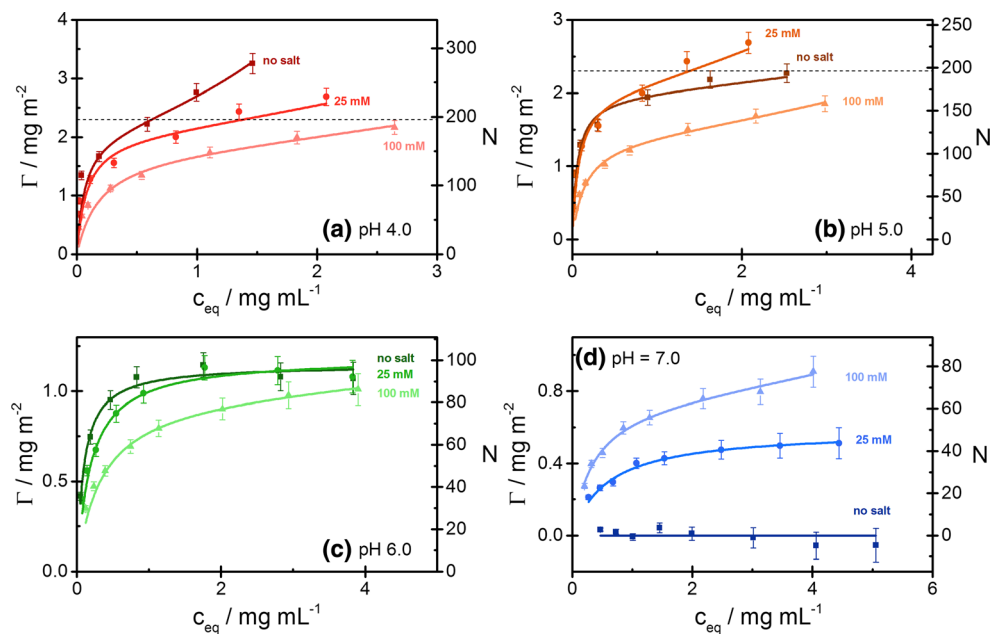 4
3
2
1
0
Γ / mg m⁻²
300
200
100
0
N
no salt
25 mM
100 mM
(a) pH 4.0
0 1 2 3
c_eq / mg mL⁻¹
3
2
1
0
Γ / mg m⁻²
250
200
150
100
50
0
N
25 mM
no salt
100 mM
(b) pH 5.0
0 2 4
c_eq / mg mL⁻¹
1.0
0.5
0.0
Γ / mg m⁻²
100
80
60
40
20
0
N
no salt
25 mM
100 mM
(c) pH 6.0
0 1 2 3 4 5
c_eq / mg mL⁻¹
(d) pH = 7.0
0.8
0.4
0.0
Γ / mg m⁻²
80
60
40
20
0
N
100 mM
25 mM
no salt
0 2 4 6
c_eq / mg mL⁻¹